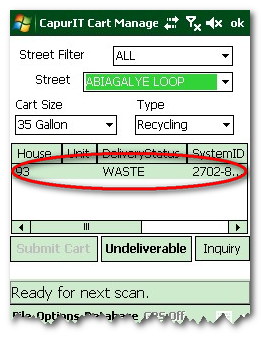 CapurIT Cart Manage ok
Street Filter ALL
Street ABIAGALYE LOOP
Cart Size Type
35 Gallon Recycling
House Unit DeliveryStatus SystemID
93 WASTE 2702-8...
Submit Cart Undeliverable Inquiry
Ready for next scan.
File Options Database GPS Off